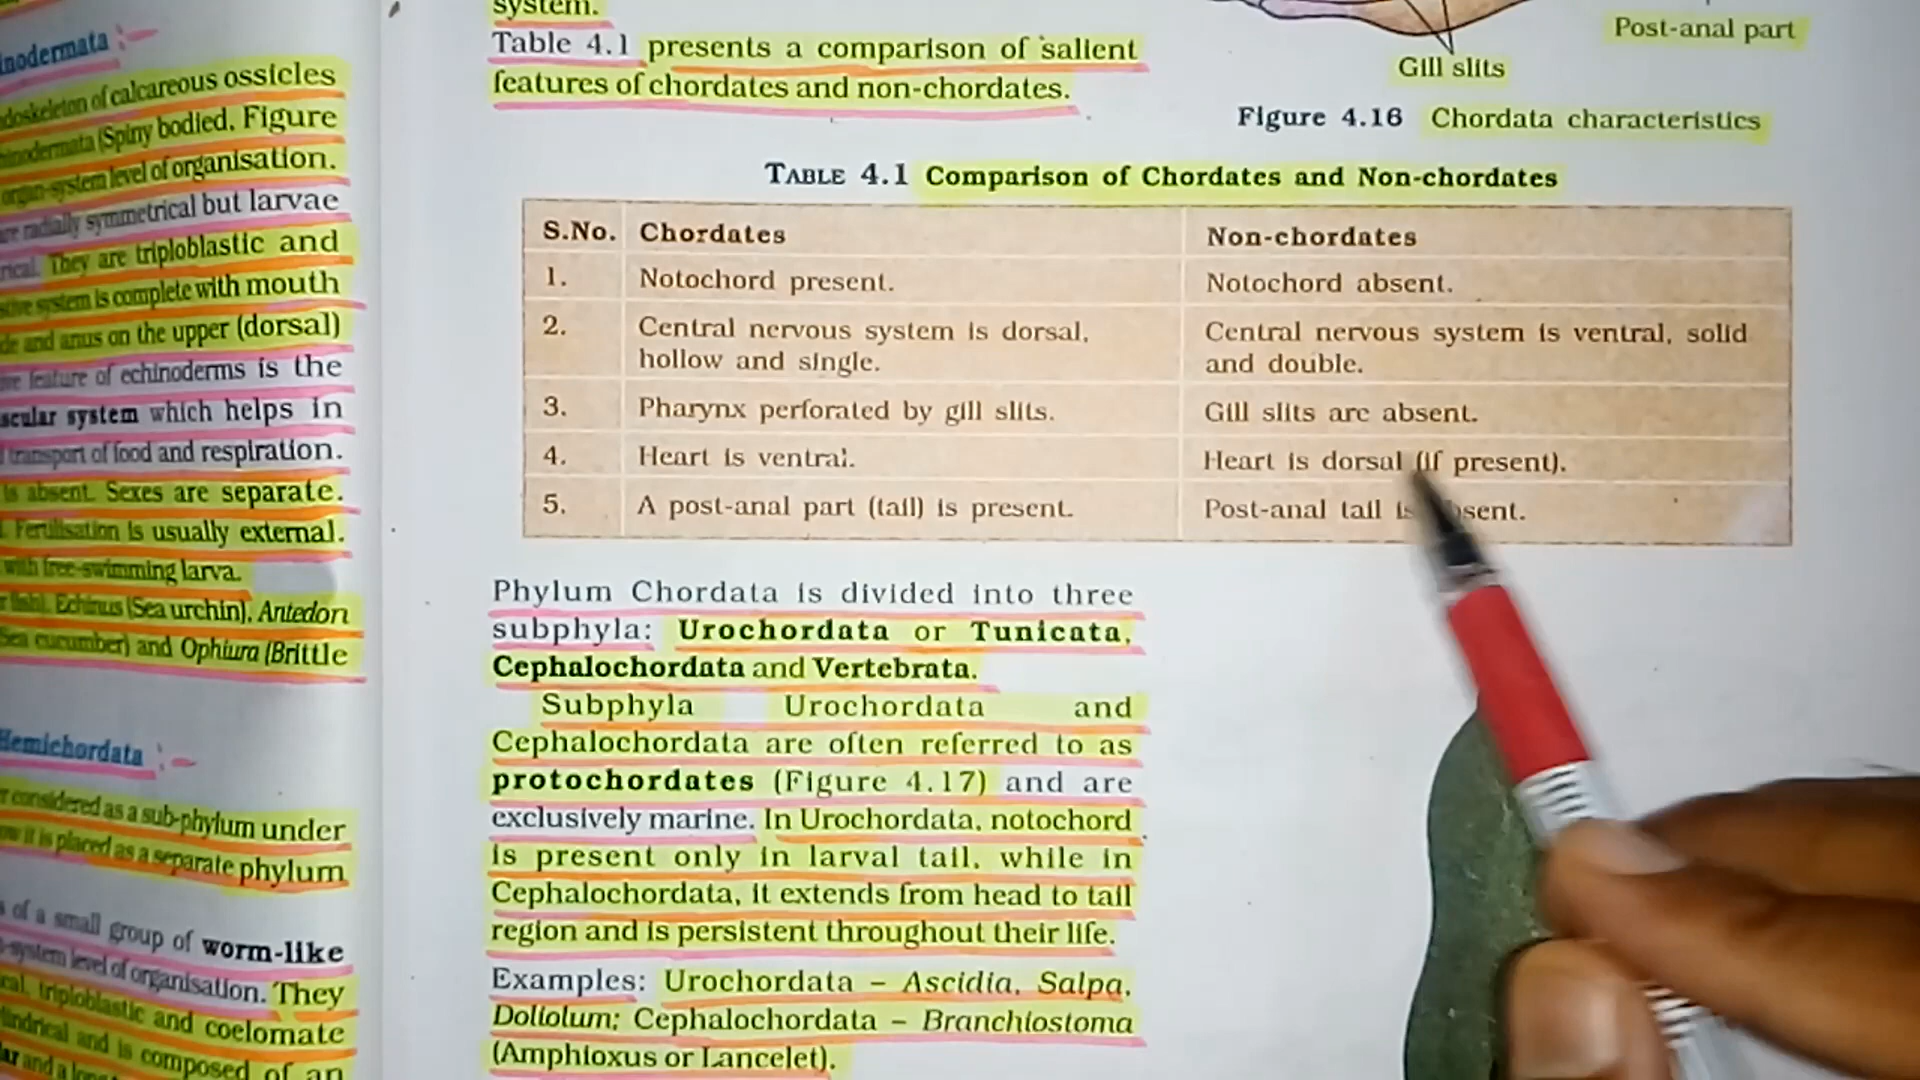 inodermata
doskeleton of calcareous ossicles
(Spiny bodied, Figure
organ-system level of organisation.
are radially symmetrical but larvae
They are triploblastic and
system is complete with mouth
and anus on the upper (dorsal)
feature of echinoderms is the
scular system which helps in
transport of food and respiration.
is absent. Sexes are separate.
Fertilisation is usually external.
with free-swimming larva.
Echinus (Sea urchin), Antedon
cucumber) and Ophiura (Brittle
Hemichordata
considered as a sub-phylum under
it is placed as a separate phylum
of a small group of worm-like
-system level of organisation. They
triploblastic and coelomate
and is composed of an
system.
Table 4.1 presents a comparison of salient
features of chordates and non-chordates.
Post-anal part
Gill slits
Figure 4.16 Chordata characteristics
TABLE 4.1 Comparison of Chordates and Non-chordates
S.No. Chordates Non-chordates
1. Notochord present. Notochord absent.
2. Central nervous system is dorsal, Central nervous system is ventral, solid
hollow and single. and double.
3. Pharynx perforated by gill slits. Gill slits are absent.
4. Heart is ventral. Heart is dorsal (if present).
5. A post-anal part (tail) is present. Post-anal tail is absent.
Phylum Chordata is divided into three
subphyla: Urochordata or Tunicata,
Cephalochordata and Vertebrata.
Subphyla Urochordata and
Cephalochordata are often referred to as
protochordates (Figure 4.17) and are
exclusively marine. In Urochordata, notochord
is present only in larval tail, while in
Cephalochordata, it extends from head to tail
region and is persistent throughout their life.
Examples: Urochordata – Ascidia, Salpa,
Doliolum; Cephalochordata – Branchiostoma
(Amphioxus or Lancelet).